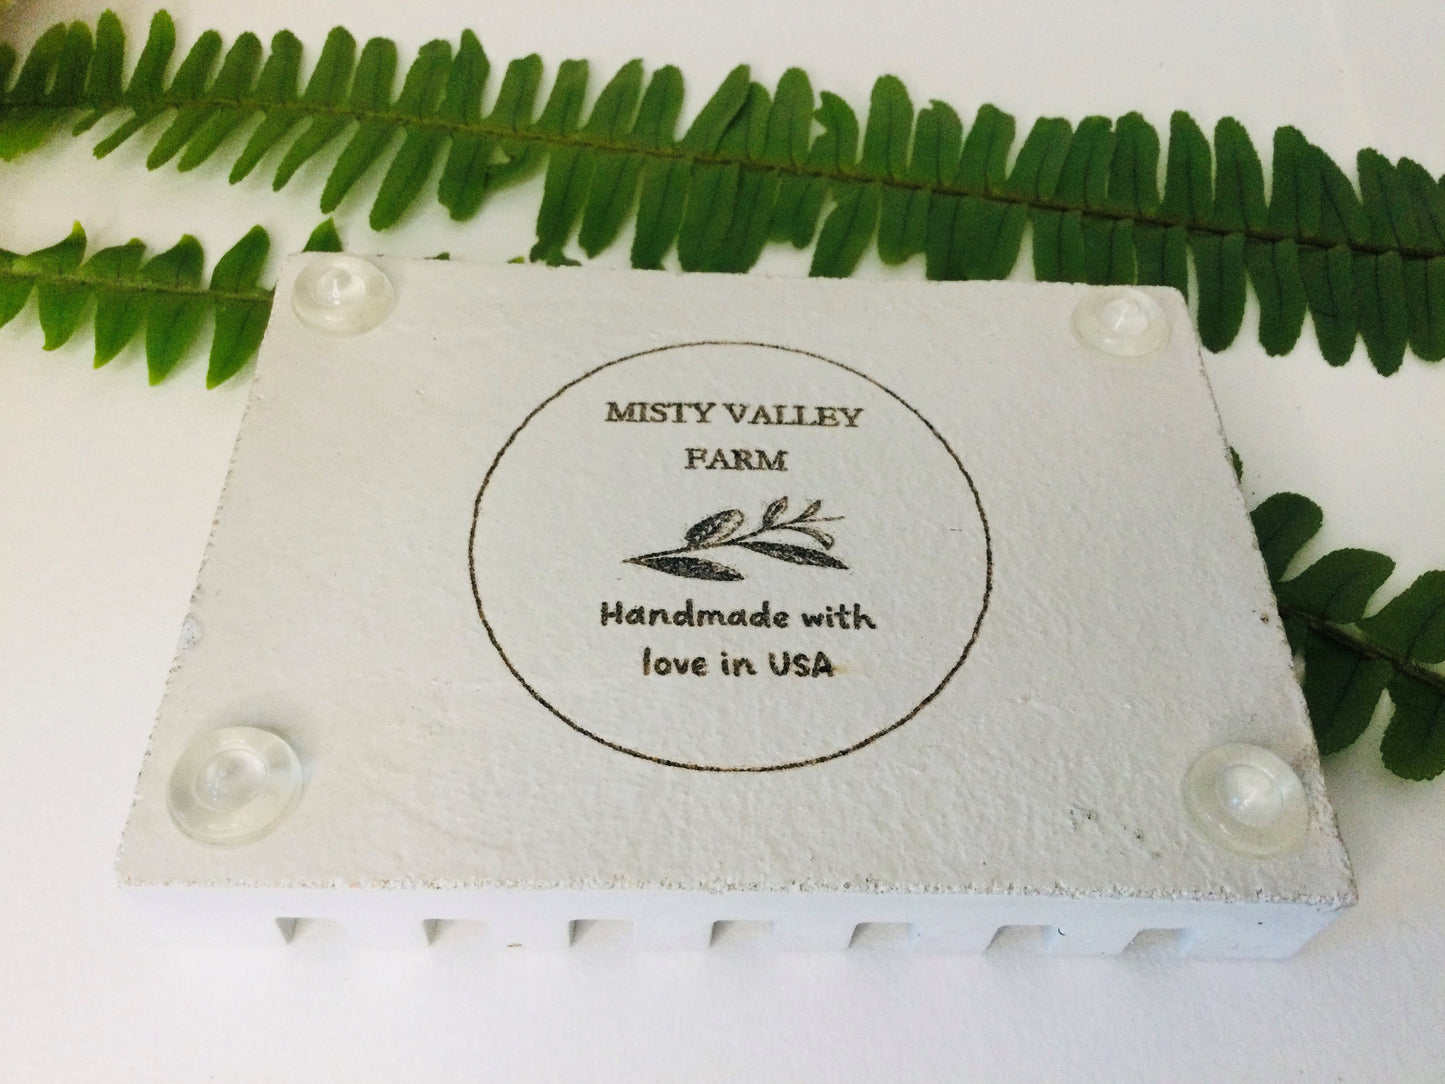 MISTY VALLEY
FARM
Handmade with
love in USA